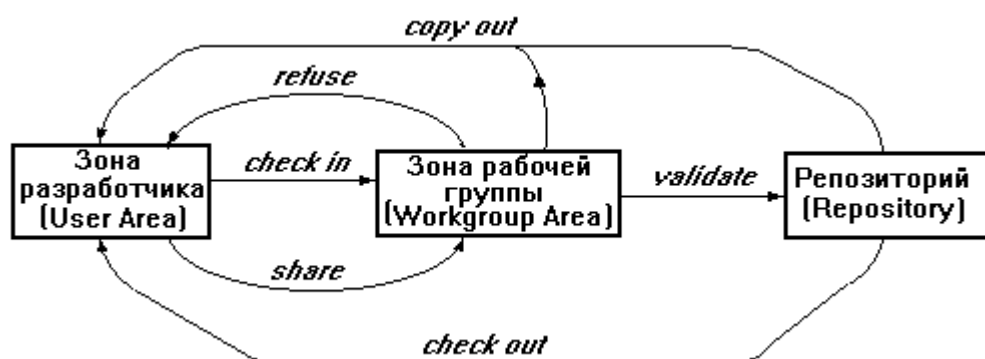 copy out
refuse
Зона
разработчика
(User Area)
check in
Зона рабочей
группы
(Workgroup Area)
validate
Репозиторий
(Repository)
share
check out